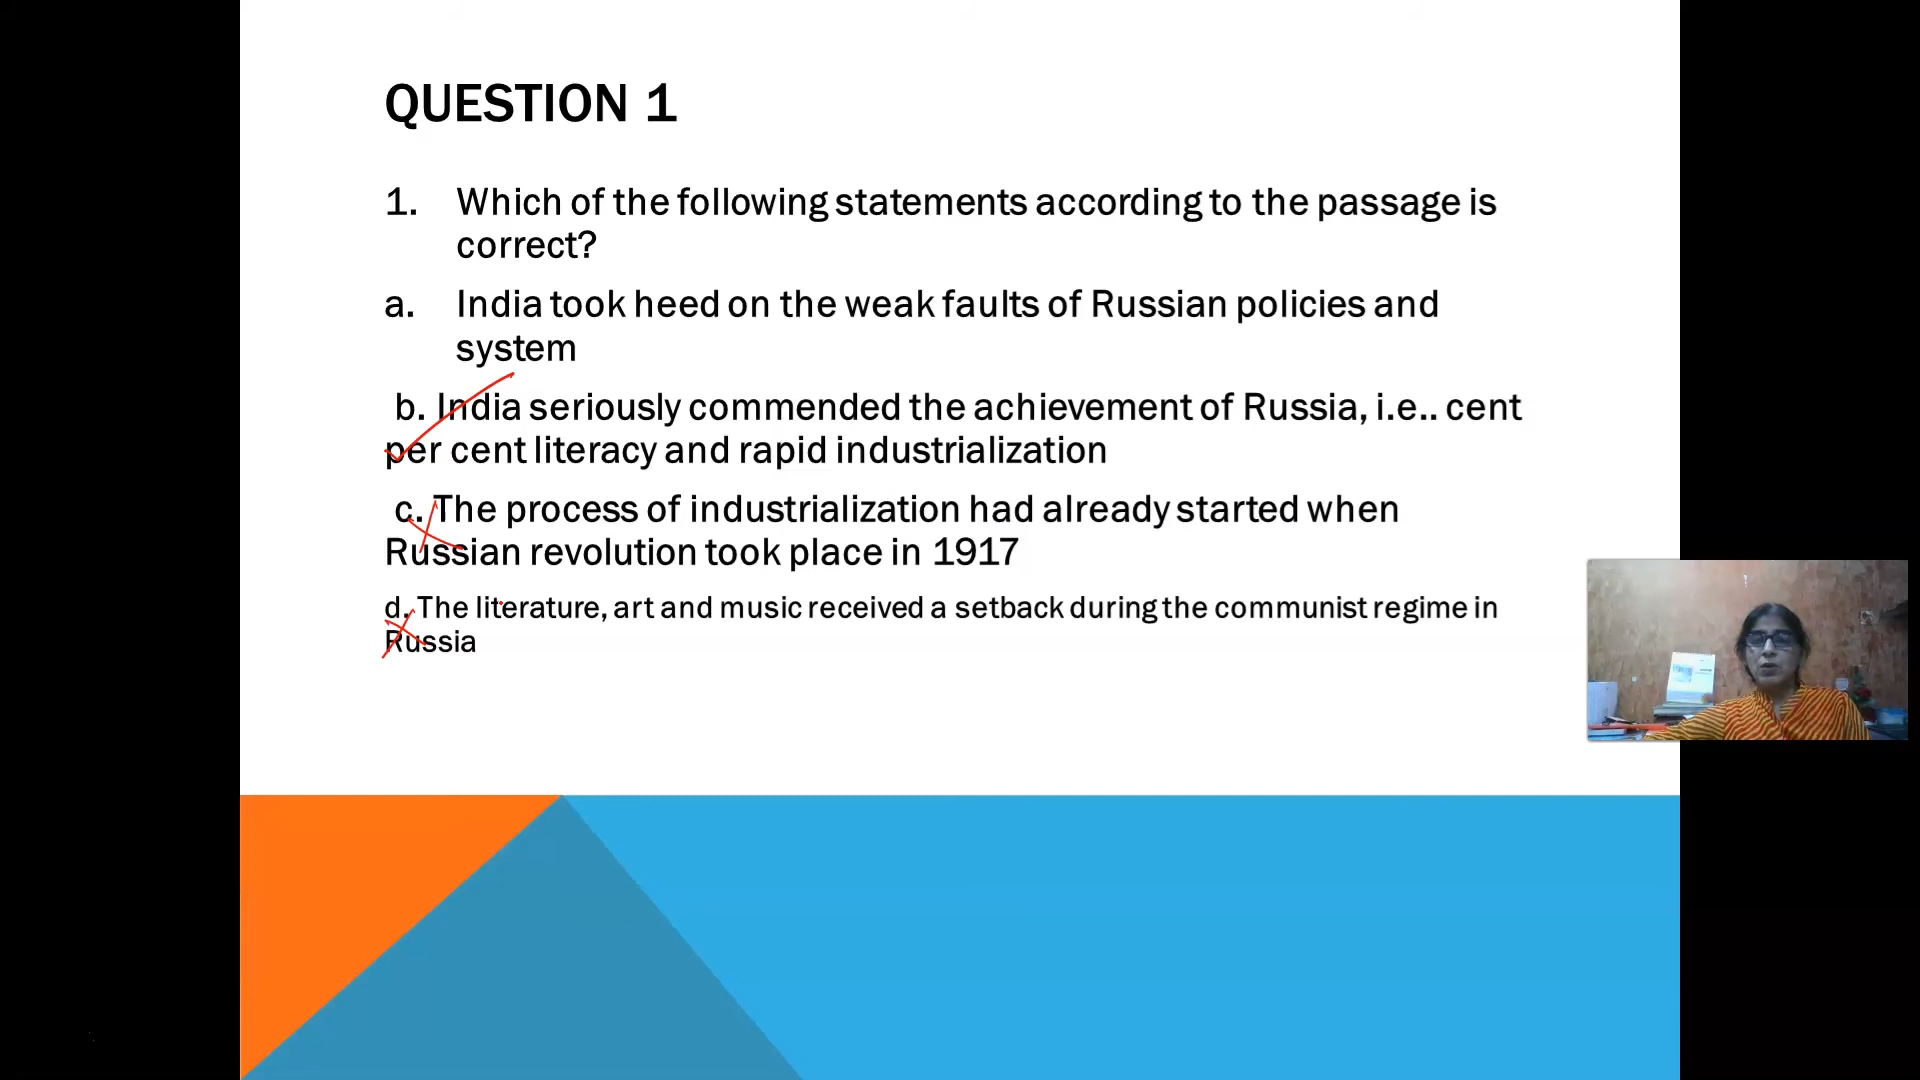 QUESTION 1
1. Which of the following statements according to the passage is
correct?
a. India took heed on the weak faults of Russian policies and
system
b. India seriously commended the achievement of Russia, i.e.. cent
per cent literacy and rapid industrialization
c. The process of industrialization had already started when
Russian revolution took place in 1917
d. The literature, art and music received a setback during the communist regime in
Russia